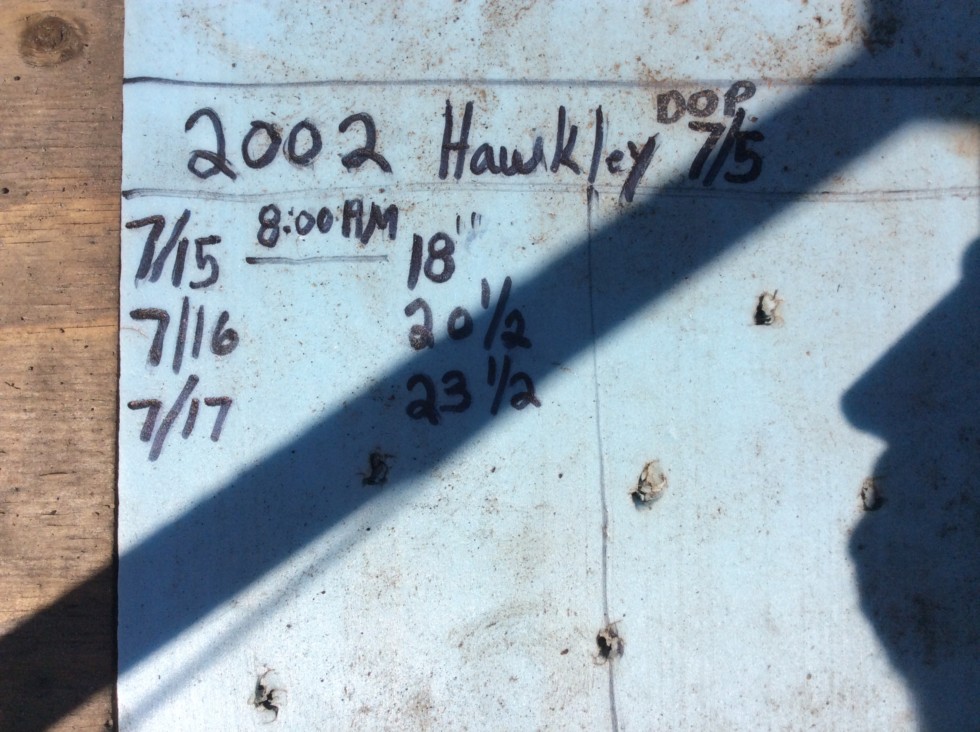 2002 Hawkley DOP 7/5
7/15 8:00 AM 18"
7/16 20 1/2
7/17 23 1/2